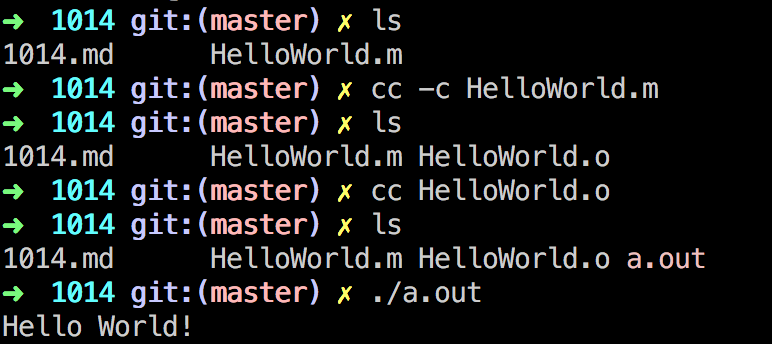 ➜  1014 git:(master) ✗ ls
1014.md      HelloWorld.m
➜  1014 git:(master) ✗ cc -c HelloWorld.m
➜  1014 git:(master) ✗ ls
1014.md      HelloWorld.m HelloWorld.o
➜  1014 git:(master) ✗ cc HelloWorld.o
➜  1014 git:(master) ✗ ls
1014.md      HelloWorld.m HelloWorld.o a.out
➜  1014 git:(master) ✗ ./a.out
Hello World!